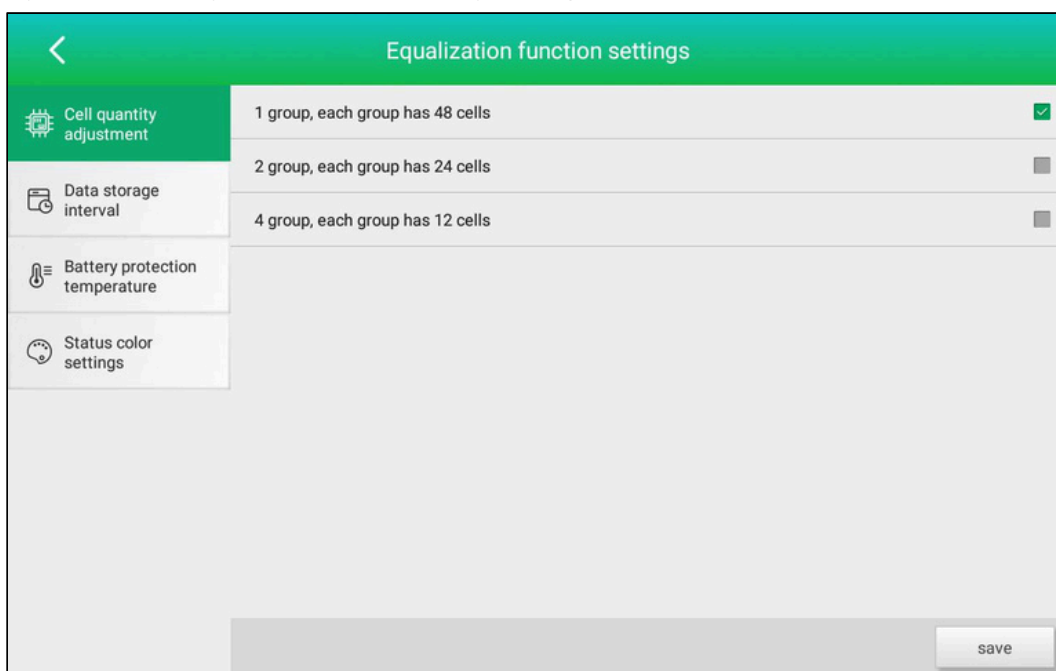 Equalization function settings
Cell quantity
adjustment
Data storage
interval
Battery protection
temperature
Status color
settings
1 group, each group has 48 cells
2 group, each group has 24 cells
4 group, each group has 12 cells
save